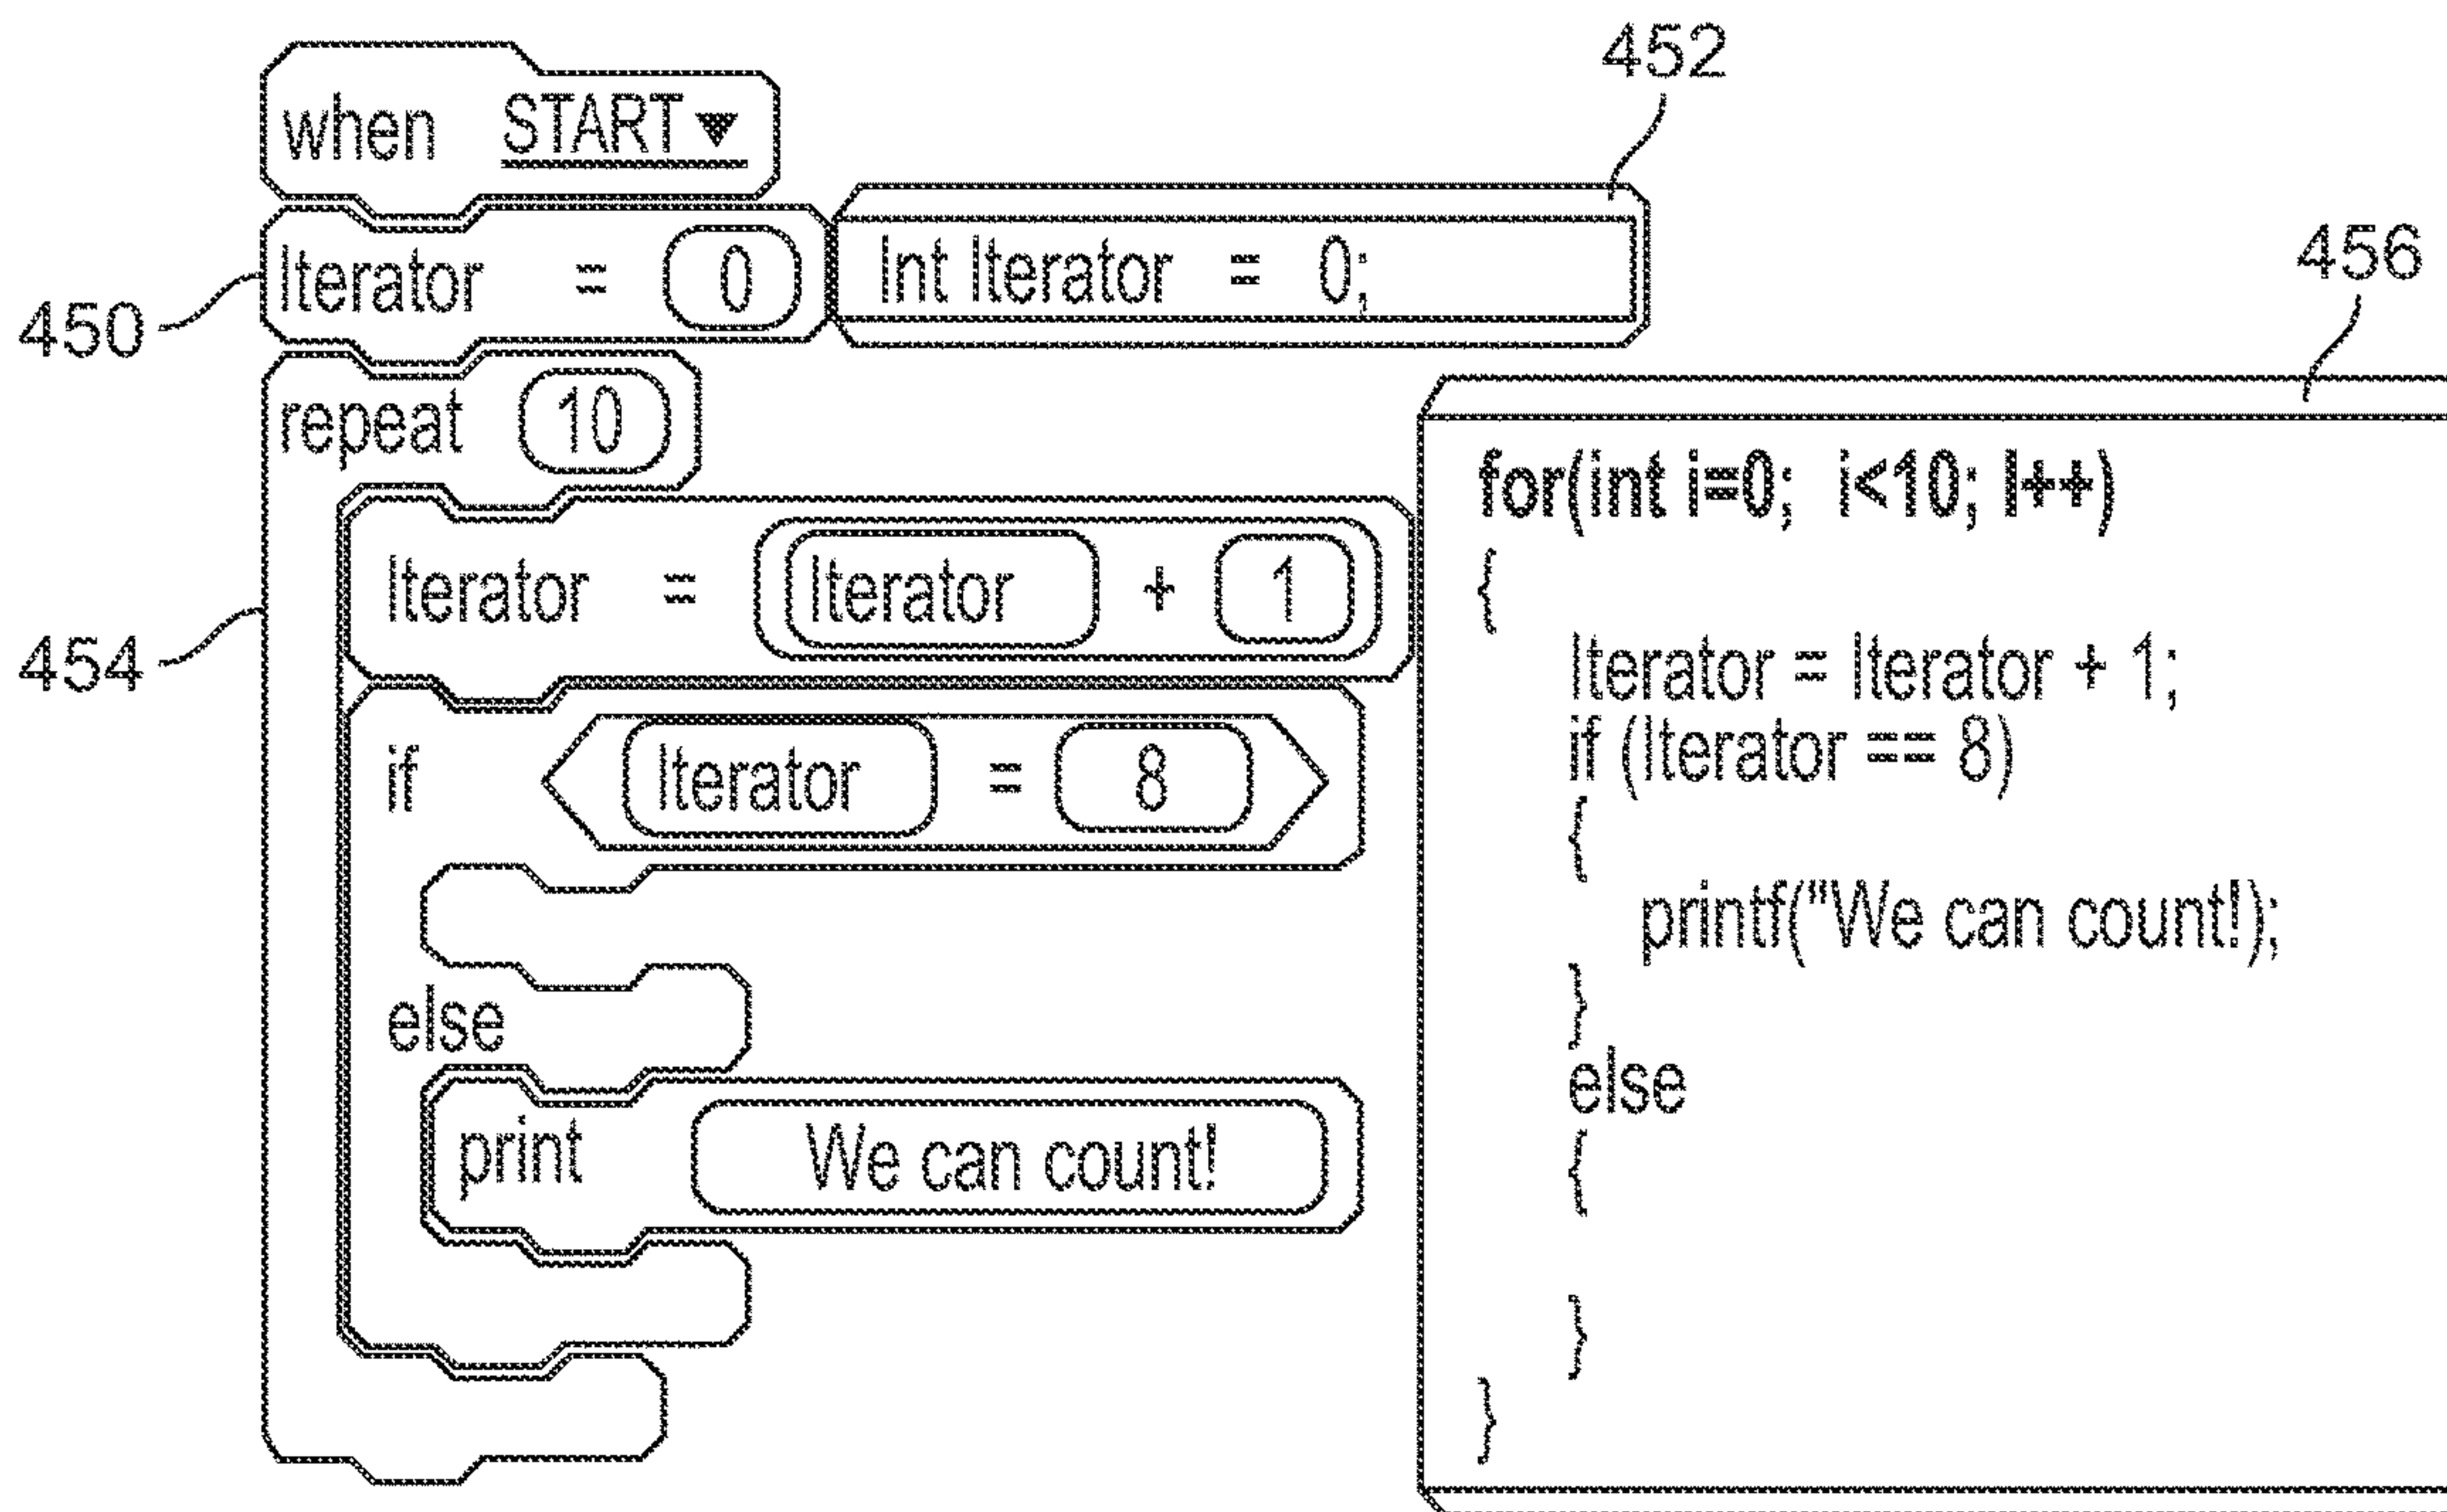 452
when START
Iterator = 0
Int Iterator = 0;
456
450
repeat 10
Iterator = Iterator + 1
454
if Iterator = 8
else
print We can count!
for(int i=0; i<10; I++)
{
Iterator = Iterator + 1;
if (Iterator == 8)
{
printf("We can count!);
}
else
{
}
}